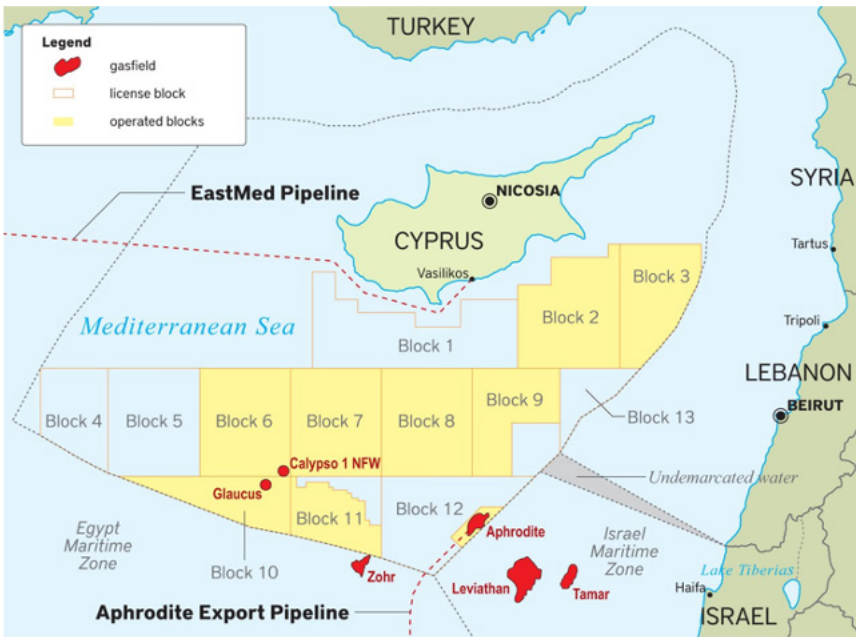 TURKEY
Legend
gasfield
license block
operated blocks
EastMed Pipeline
NICOSIA
CYPRUS
Vasilikos
SYRIA
Tartus
Tripoli
LEBANON
BEIRUT
Mediterranean Sea
Block 1
Block 2
Block 3
Block 4
Block 5
Block 6
Block 7
Block 8
Block 9
Block 13
Calypso 1 NFW
Glaucus
Undemarcated water
Block 10
Block 11
Block 12
Aphrodite
Egypt
Maritime
Zone
Israel
Maritime
Zone
Zohr
Leviathan
Tamar
Lake Tiberias
Haifa
ISRAEL
Aphrodite Export Pipeline